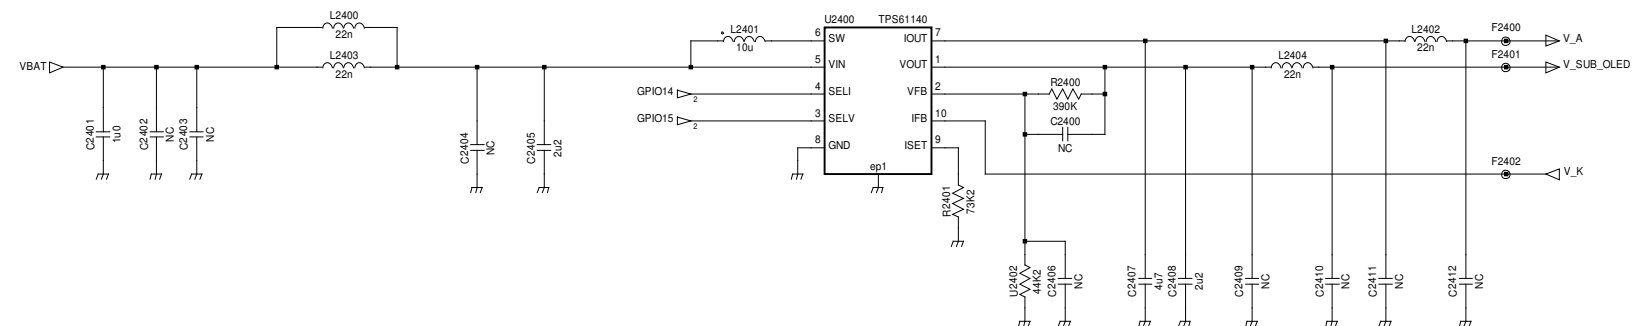 L2400
22n
L2403
22n
VBAT
C2401
1u0
C2402
NC
C2403
NC
C2404
NC
C2405
2u2
L2401
10u
GPIO14
2
GPIO15
2
U2400 TPS61140
6 SW IOUT 7
5 VIN VOUT 1
4 SELI VFB 2
3 SELV IFB 10
8 GND ISET 9
ep1
R2401
73K2
R2400
390K
C2400
NC
U2402
44K2
C2406
NC
C2407
4u7
C2408
2u2
C2409
NC
L2404
22n
C2410
NC
C2411
NC
L2402
22n
C2412
NC
F2400
V_A
F2401
V_SUB_OLED
F2402
V_K